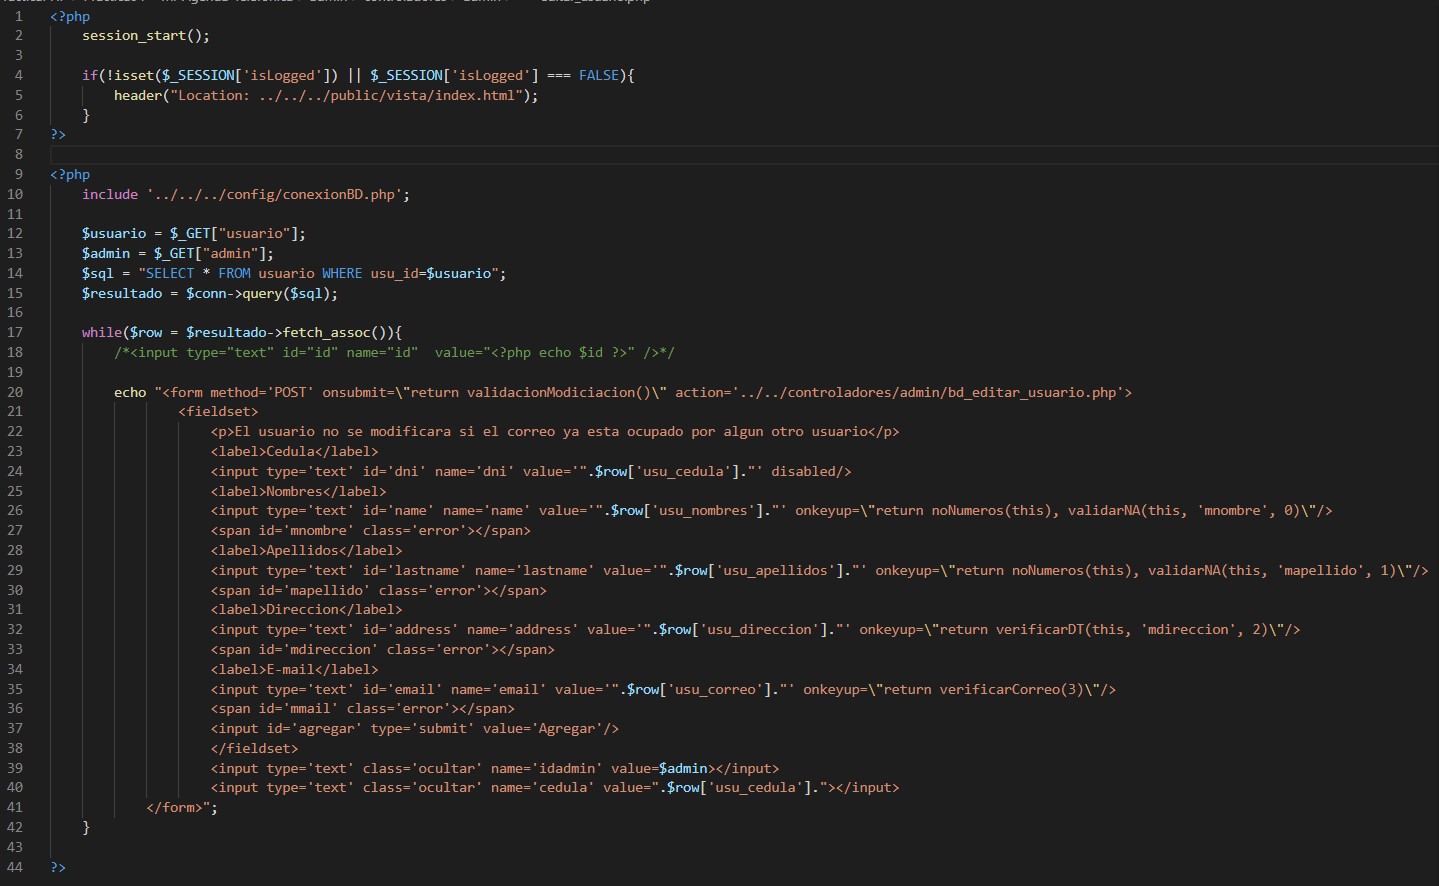 1 <?php
2 session_start();
3
4 if(!isset($_SESSION['isLogged']) || $_SESSION['isLogged'] === FALSE){
5 header("Location: ../../../public/vista/index.html");
6 }
7 ?>
8
9 <?php
10 include '../../../config/conexionBD.php';
11
12 $usuario = $_GET["usuario"];
13 $admin = $_GET["admin"];
14 $sql = "SELECT * FROM usuario WHERE usu_id=$usuario";
15 $resultado = $conn->query($sql);
16
17 while($row = $resultado->fetch_assoc()){
18 /*<input type="text" id="id" name="id"  value="<?php echo $id ?>" />*/
19
20 echo "<form method='POST' onsubmit=\"return validacionModiciacion()\" action='../../controladores/admin/bd_editar_usuario.php'>
21 <fieldset>
22 <p>El usuario no se modificara si el correo ya esta ocupado por algun otro usuario</p>
23 <label>Cedula</label>
24 <input type='text' id='dni' name='dni' value='".$row['usu_cedula']."' disabled/>
25 <label>Nombres</label>
26 <input type='text' id='name' name='name' value='".$row['usu_nombres']."' onkeyup=\"return noNumeros(this), validarNA(this, 'mnombre', 0)\"/>
27 <span id='mnombre' class='error'></span>
28 <label>Apellidos</label>
29 <input type='text' id='lastname' name='lastname' value='".$row['usu_apellidos']."' onkeyup=\"return noNumeros(this), validarNA(this, 'mapellido', 1)\"/>
30 <span id='mapellido' class='error'></span>
31 <label>Direccion</label>
32 <input type='text' id='address' name='address' value='".$row['usu_direccion']."' onkeyup=\"return verificarDT(this, 'mdireccion', 2)\"/>
33 <span id='mdireccion' class='error'></span>
34 <label>E-mail</label>
35 <input type='text' id='email' name='email' value='".$row['usu_correo']."' onkeyup=\"return verificarCorreo(3)\"/>
36 <span id='mmail' class='error'></span>
37 <input id='agregar' type='submit' value='Agregar'/>
38 </fieldset>
39 <input type='text' class='ocultar' name='idadmin' value=$admin></input>
40 <input type='text' class='ocultar' name='cedula' value=".$row['usu_cedula']."></input>
41 </form>";
42 }
43
44 ?>